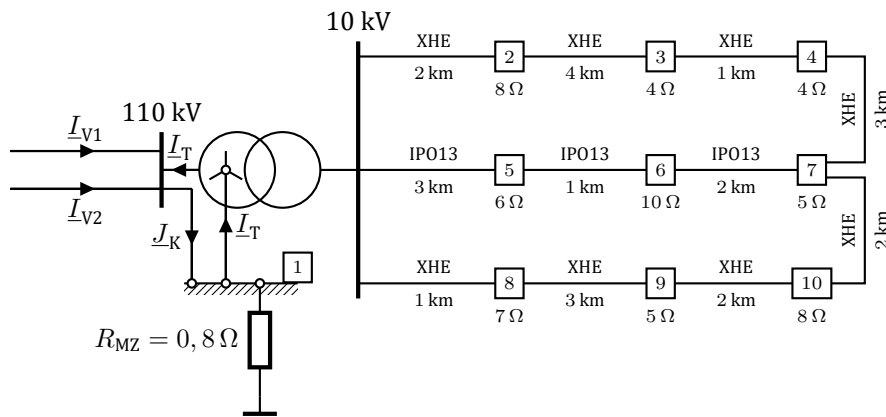 10 kV
XHE
2
XHE
3
XHE
4
2 km
8 Ω
4 km
4 Ω
1 km
4 Ω
XHE
3 km
110 kV
I_V1
I_T
I_V2
J_K
I_T
1
IPO13
5
IPO13
6
IPO13
7
3 km
6 Ω
1 km
10 Ω
2 km
5 Ω
XHE
2 km
XHE
8
XHE
9
XHE
10
1 km
7 Ω
3 km
5 Ω
2 km
8 Ω
R_MZ = 0,8 Ω